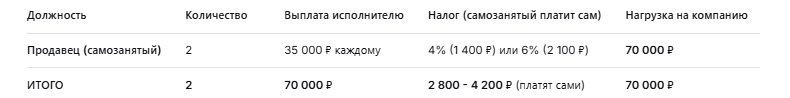 Должность Количество Выплата исполнителю Налог (самозанятый платит сам) Нагрузка на компанию
Продавец (самозанятый) 2 35 000 ₽ каждому 4% (1 400 ₽) или 6% (2 100 ₽) 70 000 ₽
ИТОГО 2 70 000 ₽ 2 800 - 4 200 ₽ (платят сами) 70 000 ₽